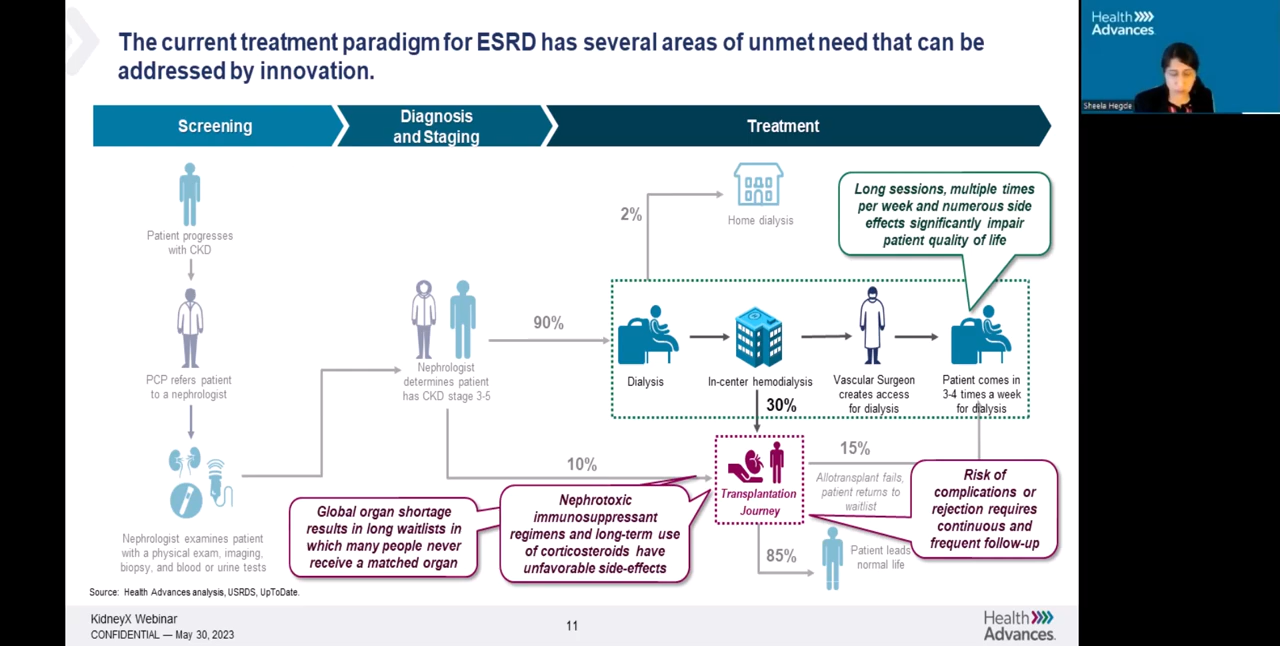 The current treatment paradigm for ESRD has several areas of unmet need that can be
addressed by innovation.
Health
Advances
Sheela Hegde
Screening
Diagnosis
and Staging
Treatment
Patient progresses
with CKD
PCP refers patient
to a nephrologist
Nephrologist examines patient
with a physical exam, imaging,
biopsy, and blood or urine tests
Nephrologist
determines patient
has CKD stage 3-5
90%
10%
2%
Home dialysis
Long sessions, multiple times
per week and numerous side
effects significantly impair
patient quality of life
Dialysis
In-center hemodialysis
Vascular Surgeon
creates access
for dialysis
Patient comes in
3-4 times a week
for dialysis
30%
Transplantation
Journey
15%
Allotransplant fails,
patient returns to
waitlist
85%
Patient leads
normal life
Global organ shortage
results in long waitlists in
which many people never
receive a matched organ
Nephrotoxic
immunosuppressant
regimens and long-term use
of corticosteroids have
unfavorable side-effects
Risk of
complications or
rejection requires
continuous and
frequent follow-up
Source: Health Advances analysis, USRDS, UpToDate.
KidneyX Webinar
CONFIDENTIAL — May 30, 2023
11
Health
Advances.